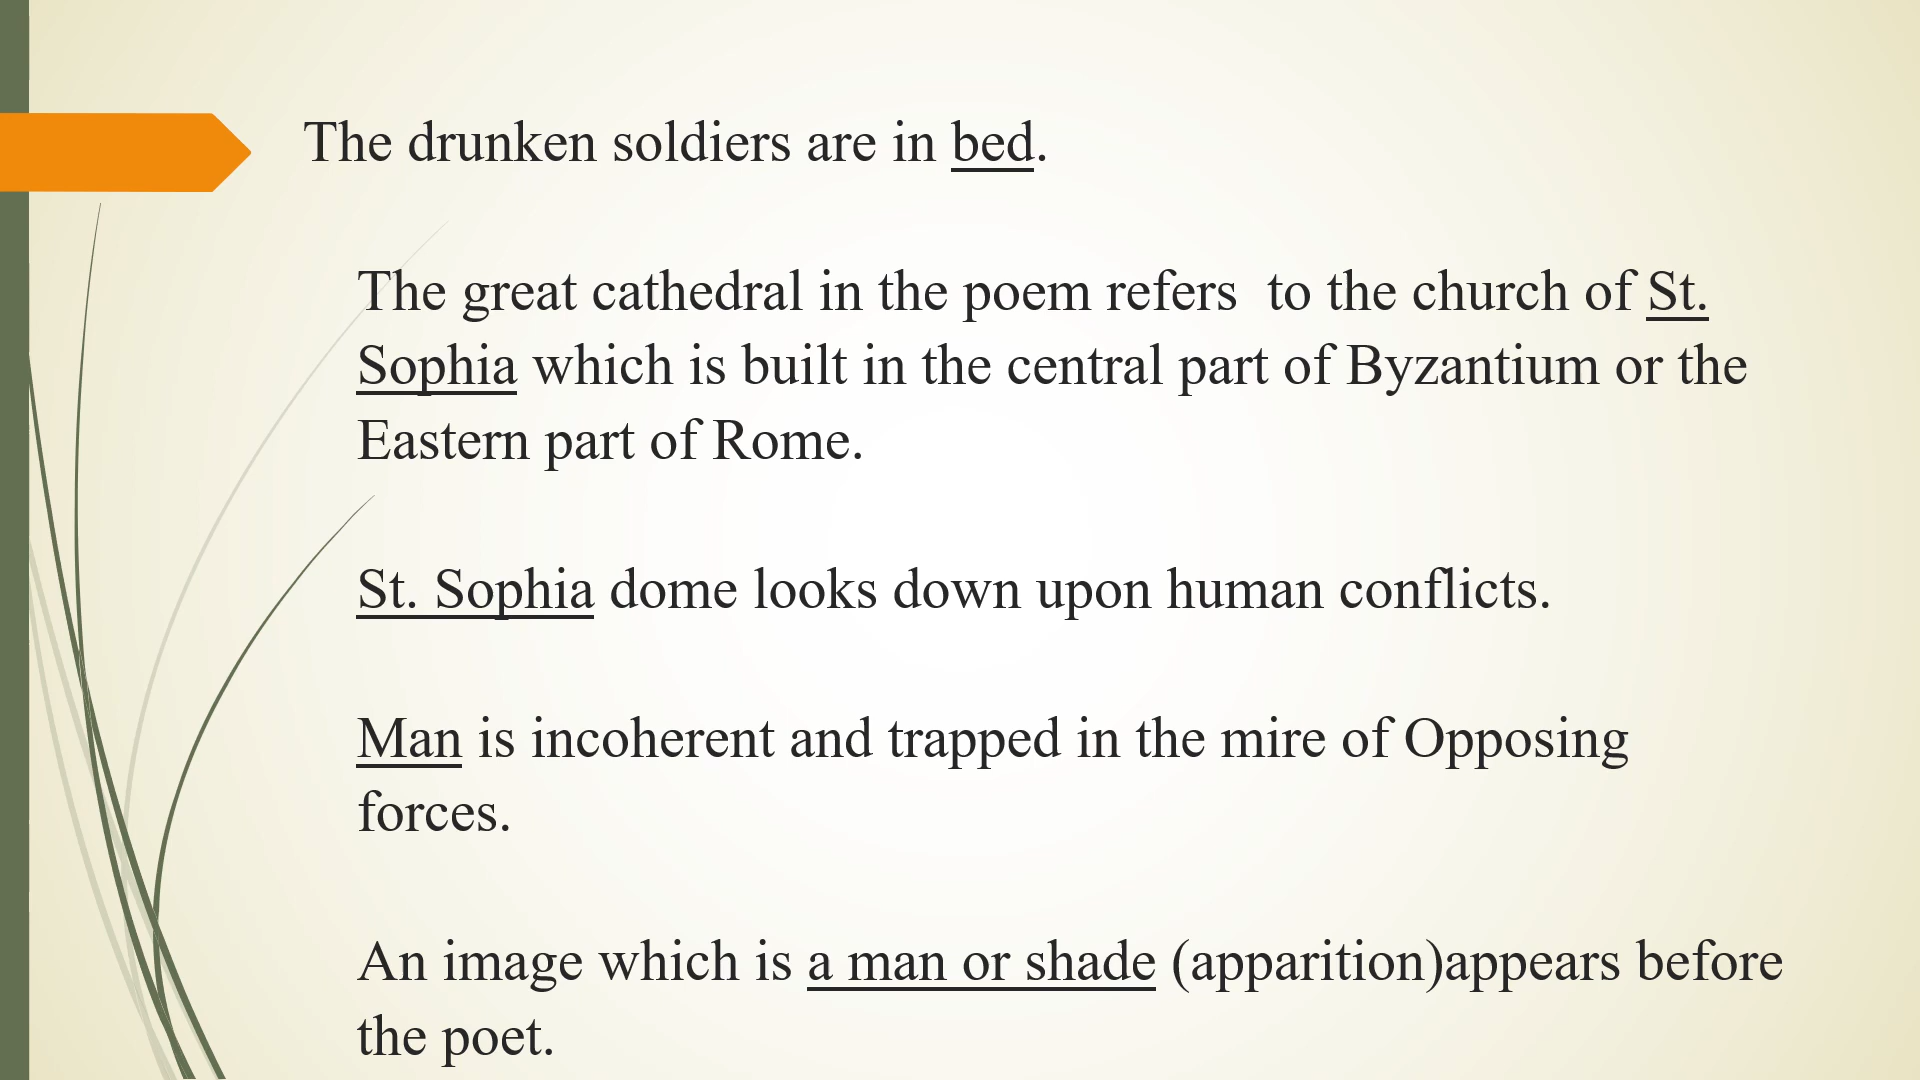 The drunken soldiers are in bed.
The great cathedral in the poem refers  to the church of St.
Sophia which is built in the central part of Byzantium or the
Eastern part of Rome.
St. Sophia dome looks down upon human conflicts.
Man is incoherent and trapped in the mire of Opposing
forces.
An image which is a man or shade (apparition)appears before
the poet.